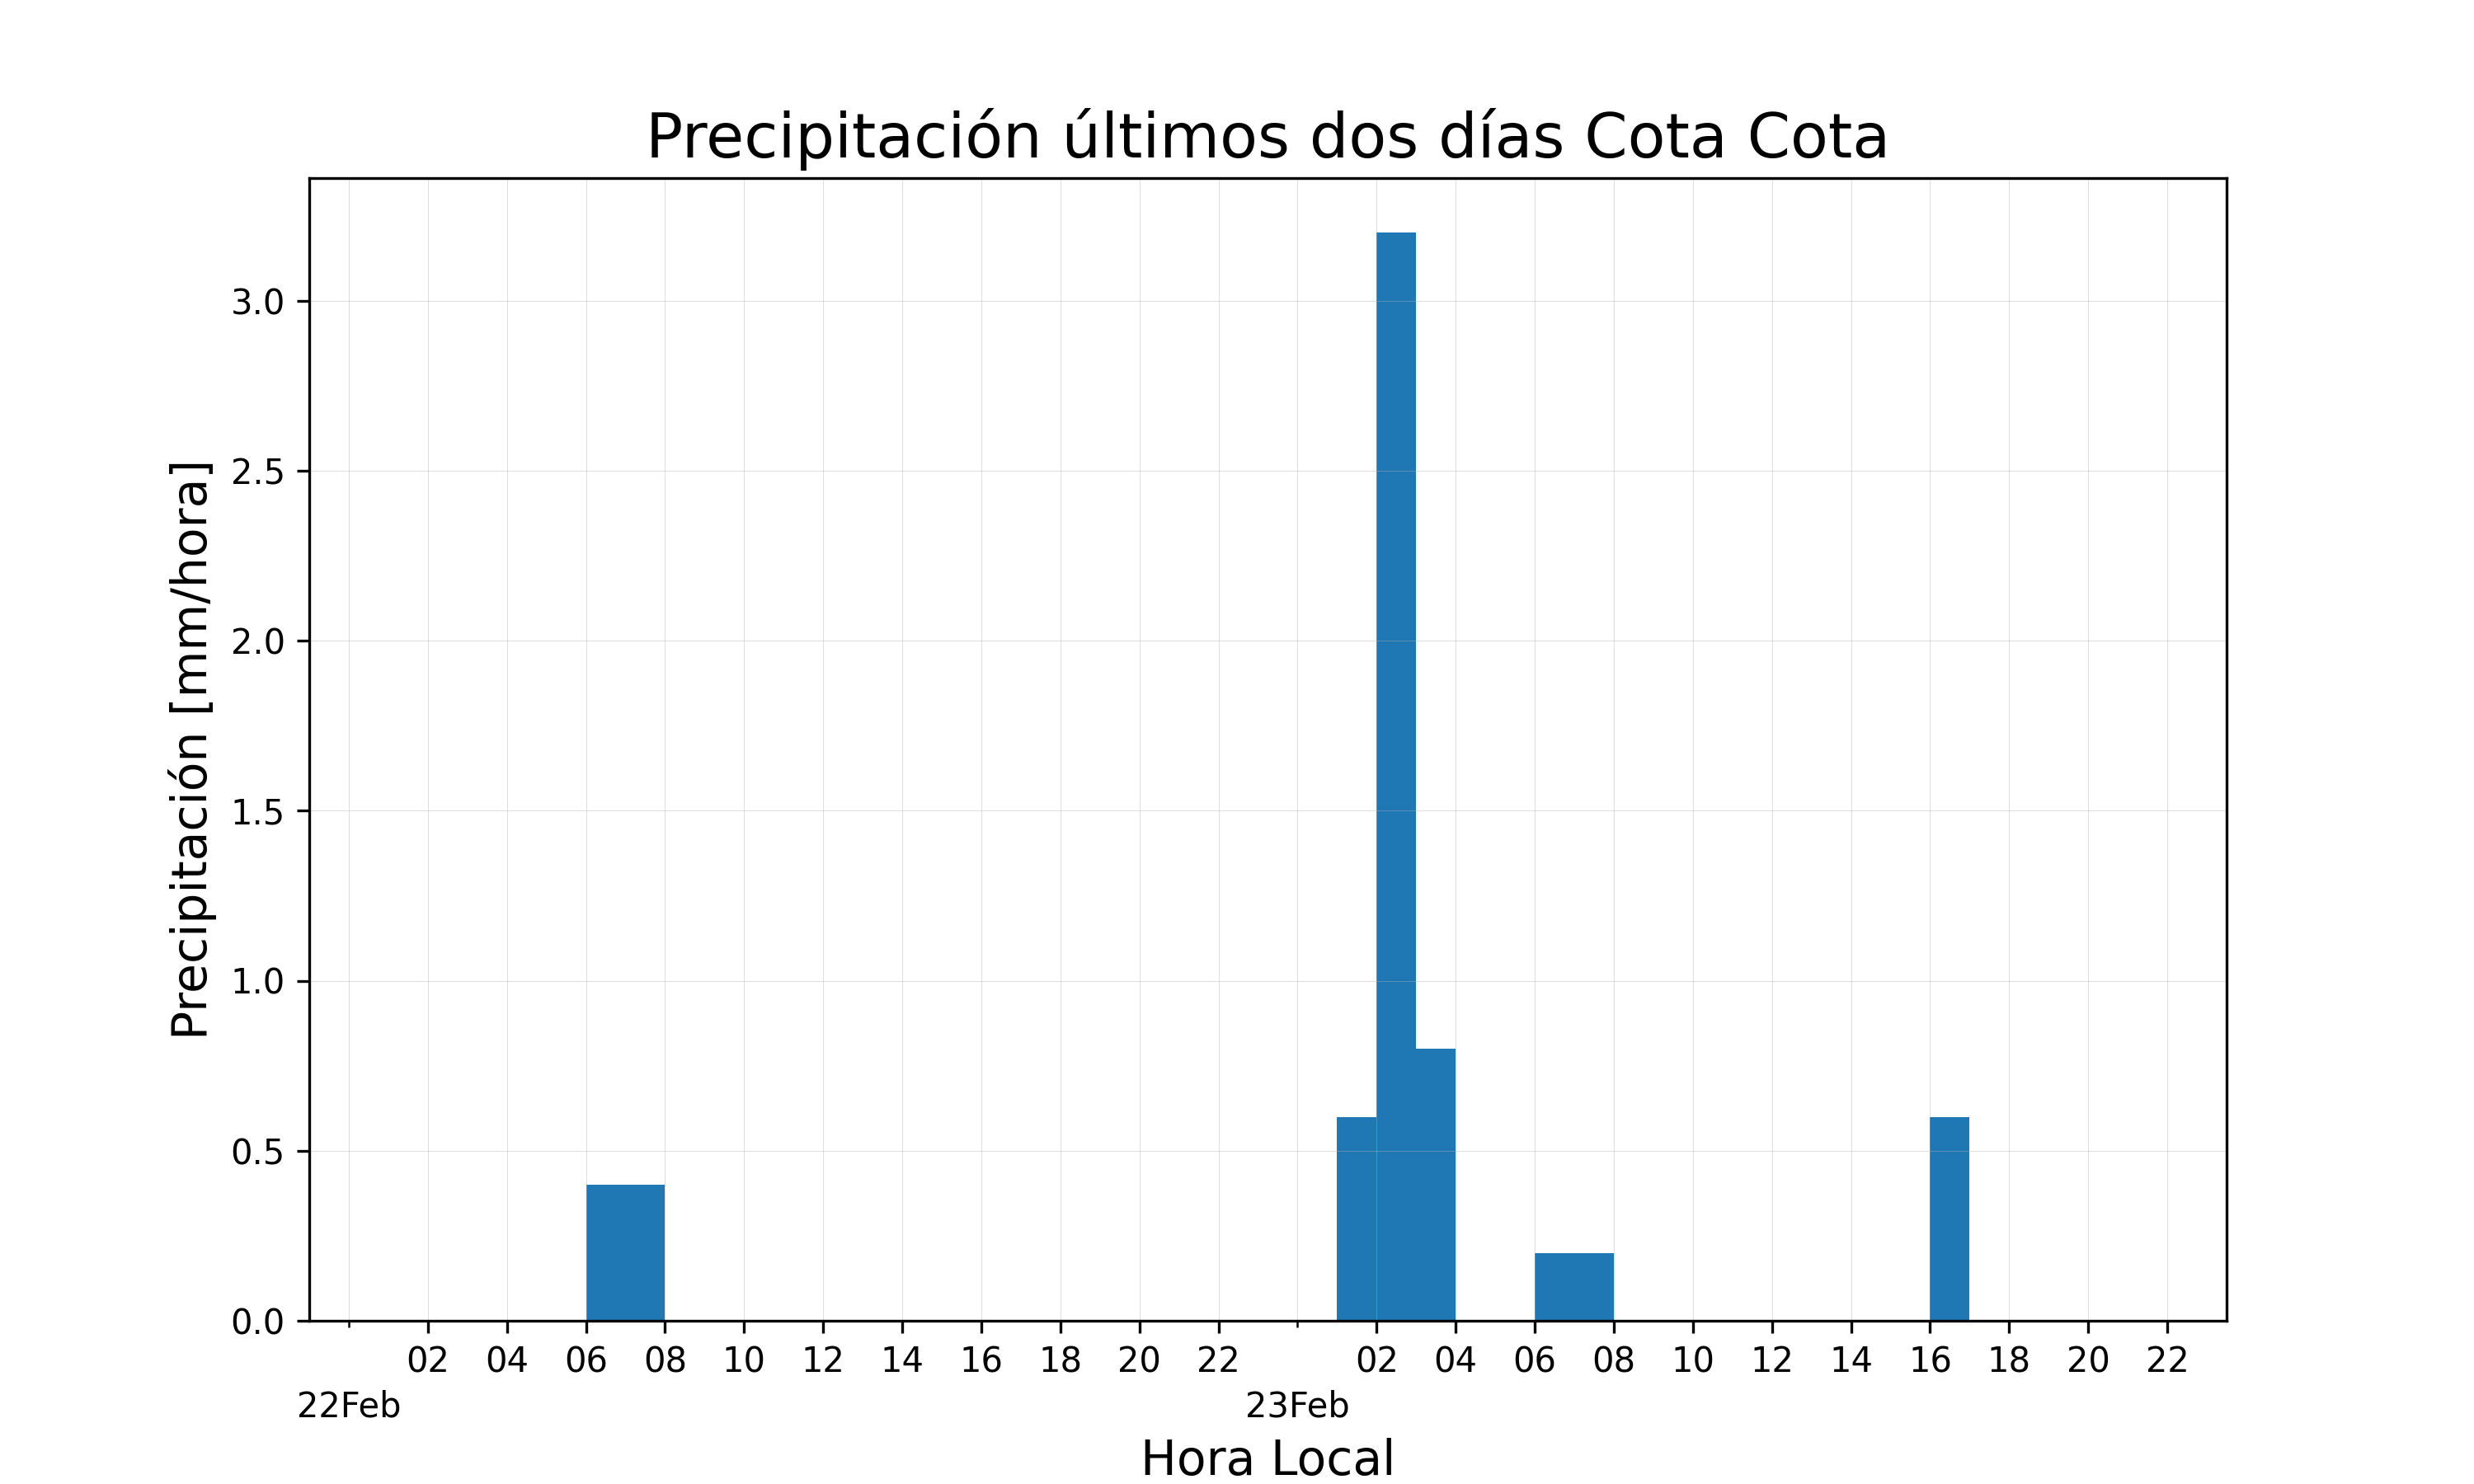 Precipitación últimos dos días Cota Cota
Precipitación [mm/hora]
3.0
2.5
2.0
1.5
1.0
0.5
0.0
02 04 06 08 10 12 14 16 18 20 22 02 04 06 08 10 12 14 16 18 20 22
22Feb 23Feb
Hora Local